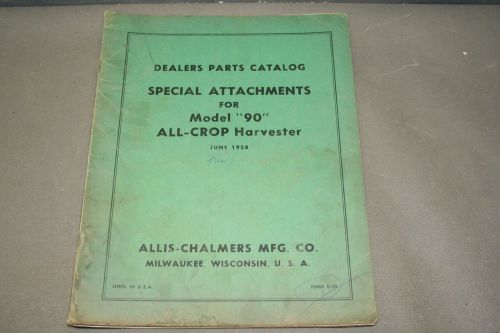 DEALERS PARTS CATALOG
SPECIAL ATTACHMENTS
FOR
Model "90"
ALL-CROP Harvester
JUNE 1958
ALLIS-CHALMERS MFG. CO.
MILWAUKEE, WISCONSIN, U. S. A.
LITHO. IN U.S.A.